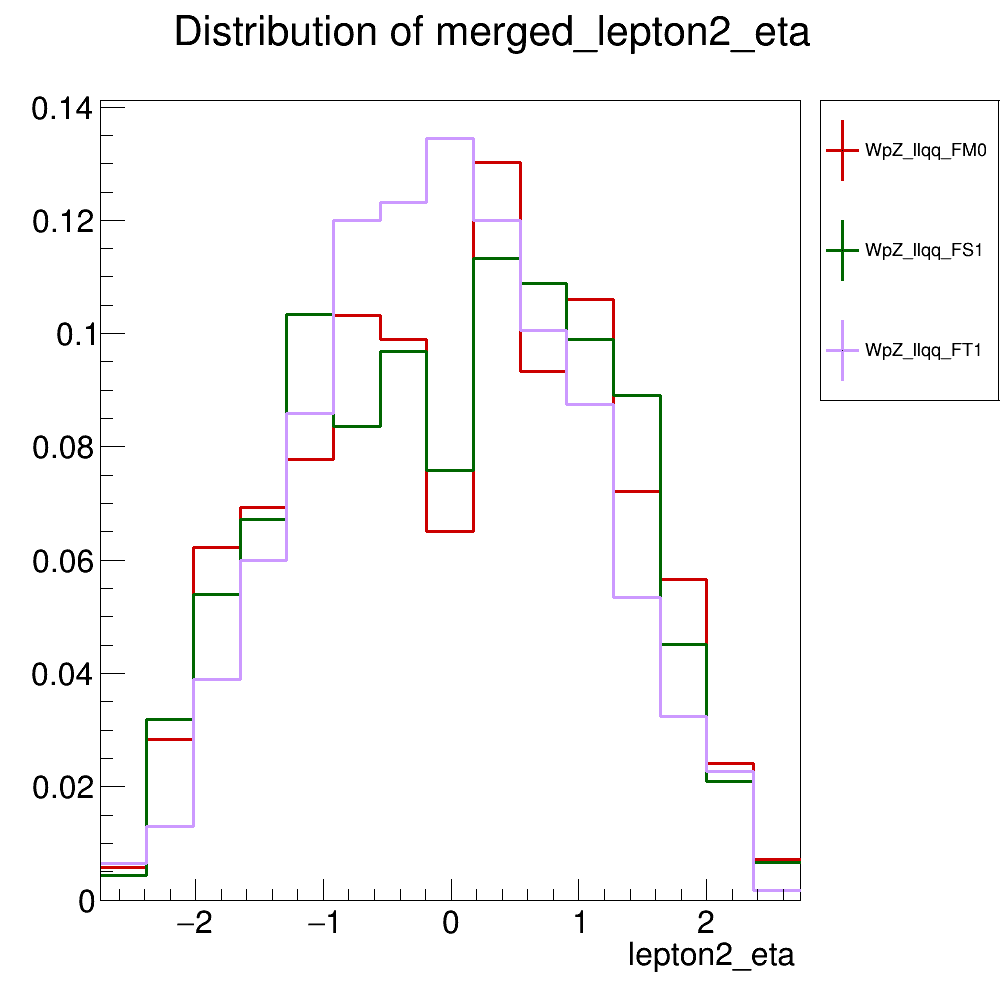 Distribution of merged_lepton2_eta
0.14
0.12
0.1
0.08
0.06
0.04
0.02
0
−2 −1 0 1 2
lepton2_eta
WpZ_llqq_FM0
WpZ_llqq_FS1
WpZ_llqq_FT1